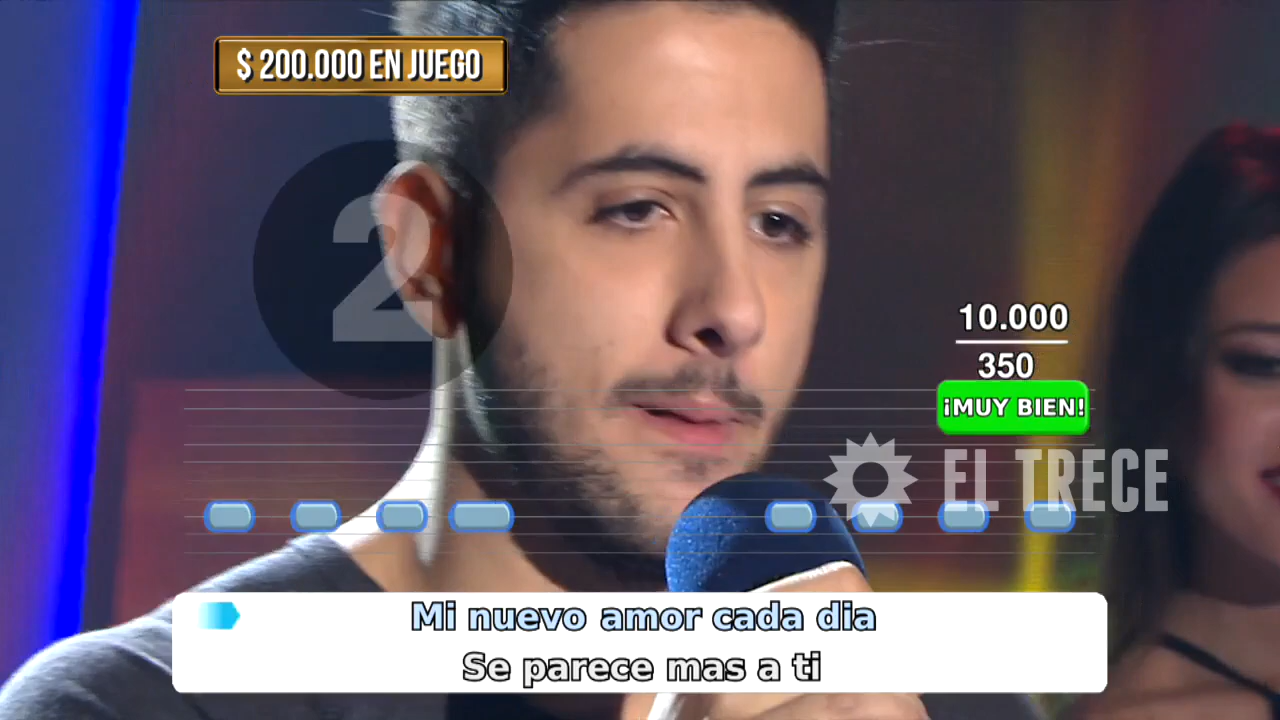 $ 200.000 EN JUEGO
2
10.000
350
¡MUY BIEN!
EL TRECE
Mi nuevo amor cada dia
Se parece mas a ti